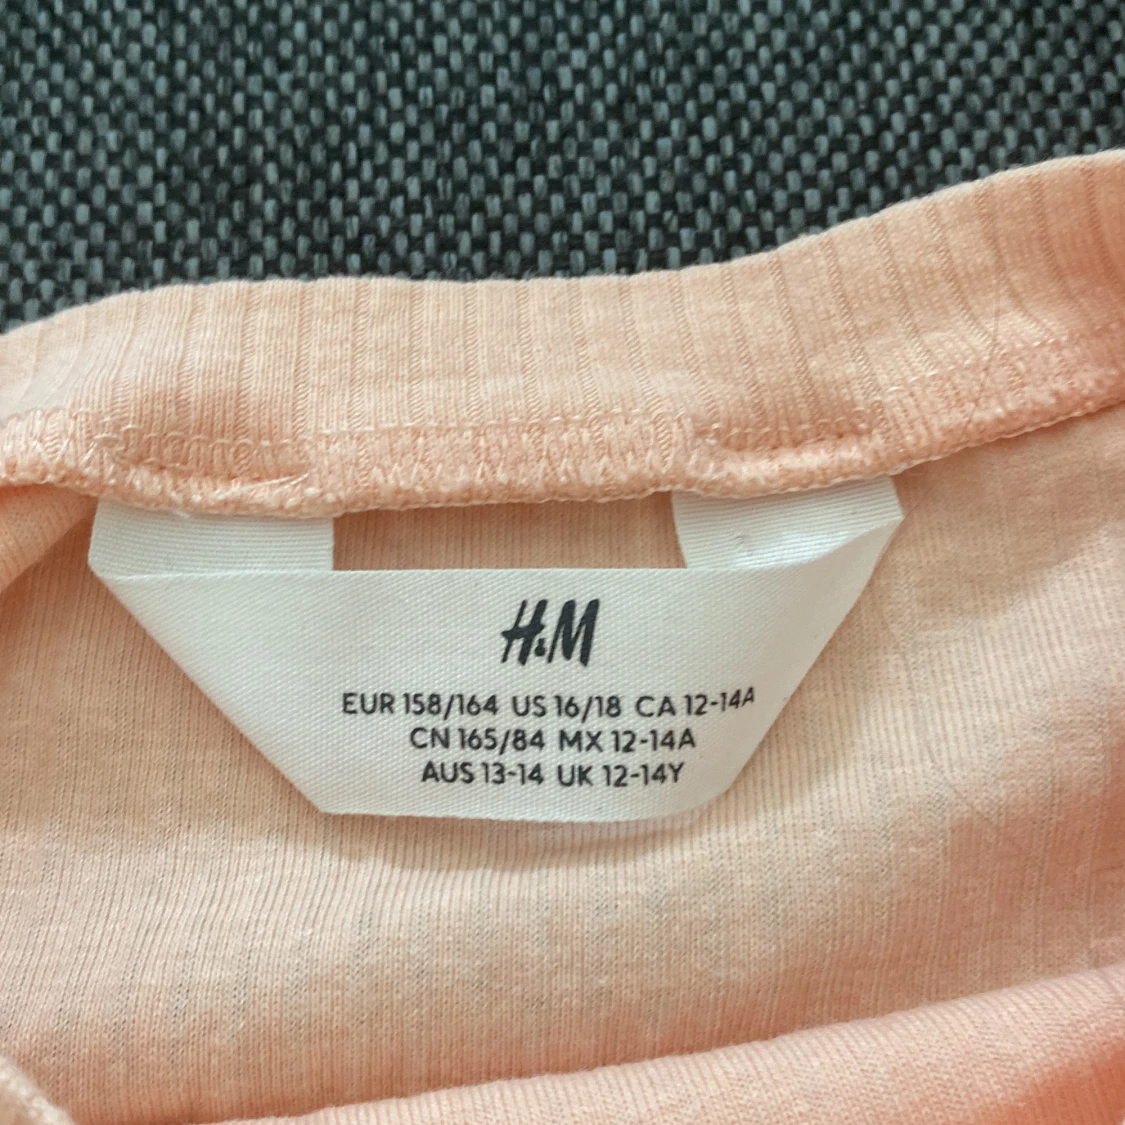 H&M
EUR 158/164 US 16/18 CA 12-14A
CN 165/84 MX 12-14A
AUS 13-14 UK 12-14Y